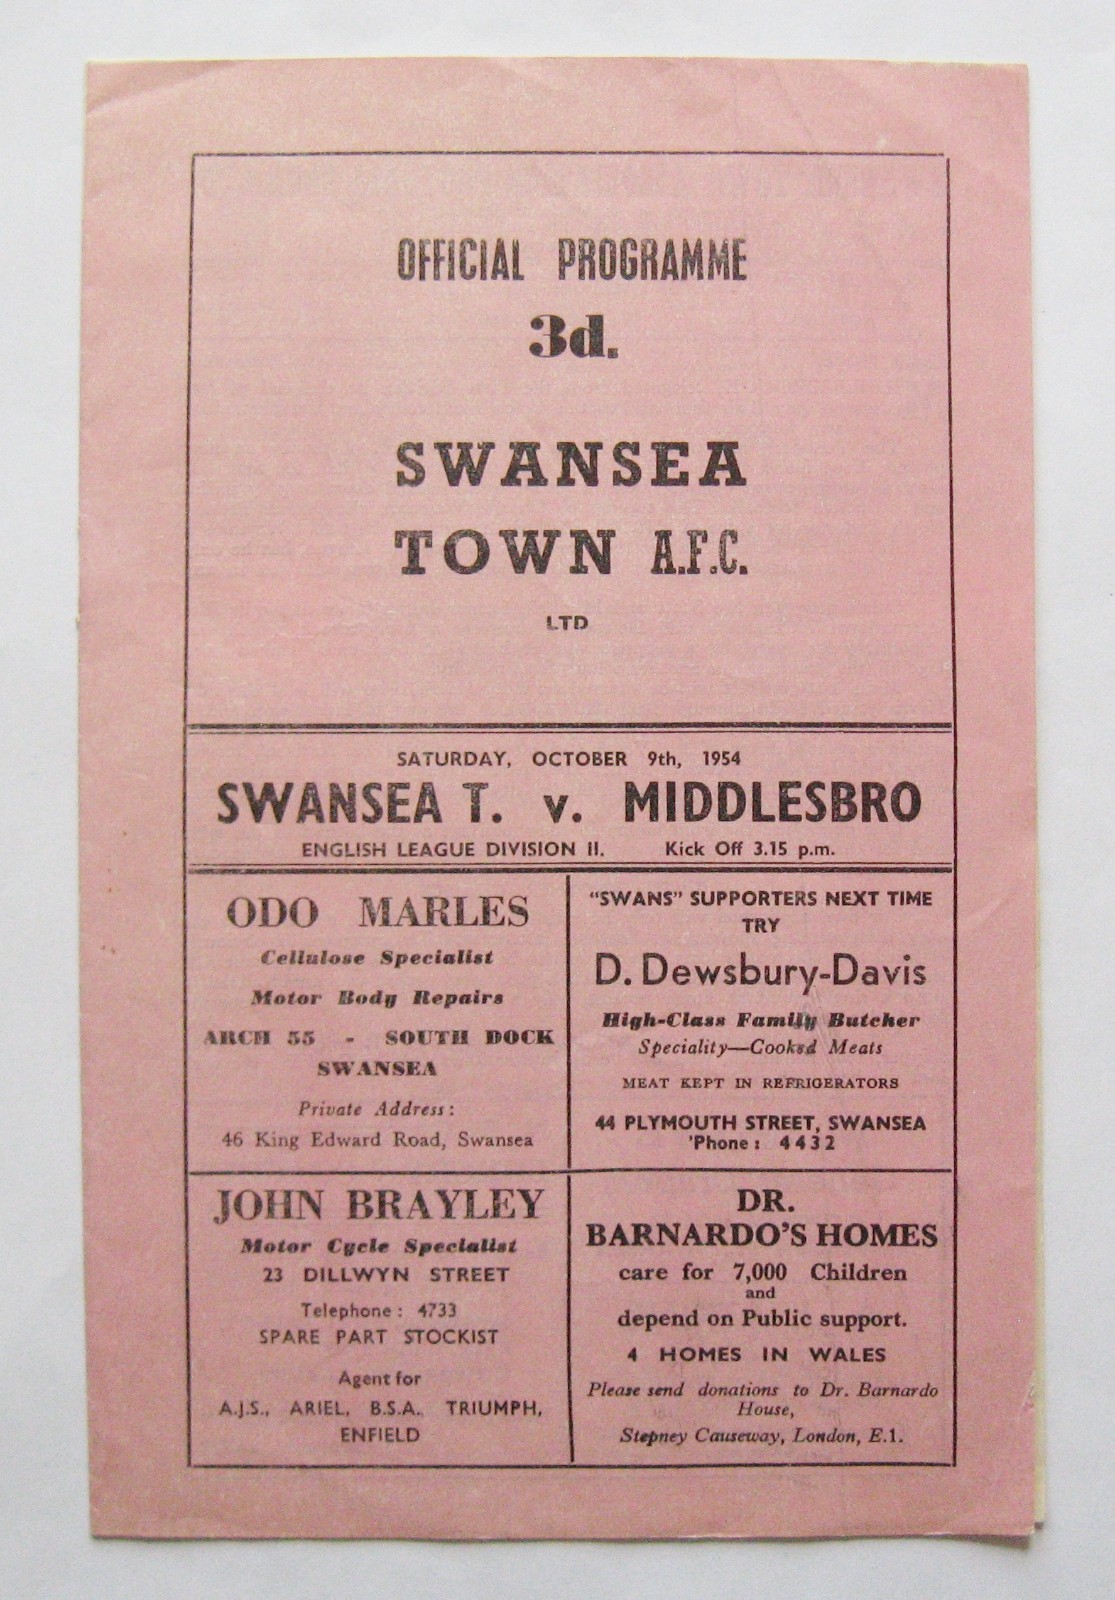 OFFICIAL PROGRAMME
3d.
SWANSEA
TOWN A.F.C.
LTD
SATURDAY, OCTOBER 9th, 1954
SWANSEA T. v. MIDDLESBRO
ENGLISH LEAGUE DIVISION II. Kick Off 3.15 p.m.
ODO MARLES
Cellulose Specialist
Motor Body Repairs
ARCH 55 - SOUTH DOCK
SWANSEA
Private Address:
46 King Edward Road, Swansea
"SWANS" SUPPORTERS NEXT TIME
TRY
D. Dewsbury-Davis
High-Class Family Butcher
Speciality—Cooked Meats
MEAT KEPT IN REFRIGERATORS
44 PLYMOUTH STREET, SWANSEA
'Phone: 4432
JOHN BRAYLEY
Motor Cycle Specialist
23 DILLWYN STREET
Telephone: 4733
SPARE PART STOCKIST
Agent for
A.J.S., ARIEL, B.S.A. TRIUMPH,
ENFIELD
DR.
BARNARDO'S HOMES
care for 7,000 Children
and
depend on Public support.
4 HOMES IN WALES
Please send donations to Dr. Barnardo
House,
Stepney Causeway, London, E.1.